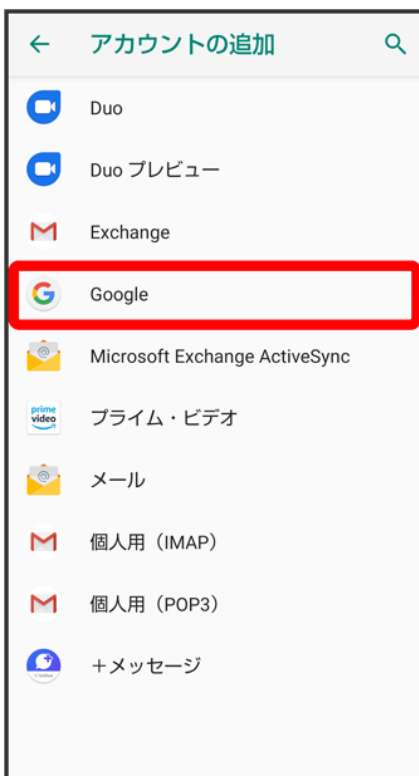 アカウントの追加
Duo
Duo プレビュー
Exchange
Google
Microsoft Exchange ActiveSync
prime
video
プライム・ビデオ
メール
個人用（IMAP）
個人用（POP3）
＋メッセージ